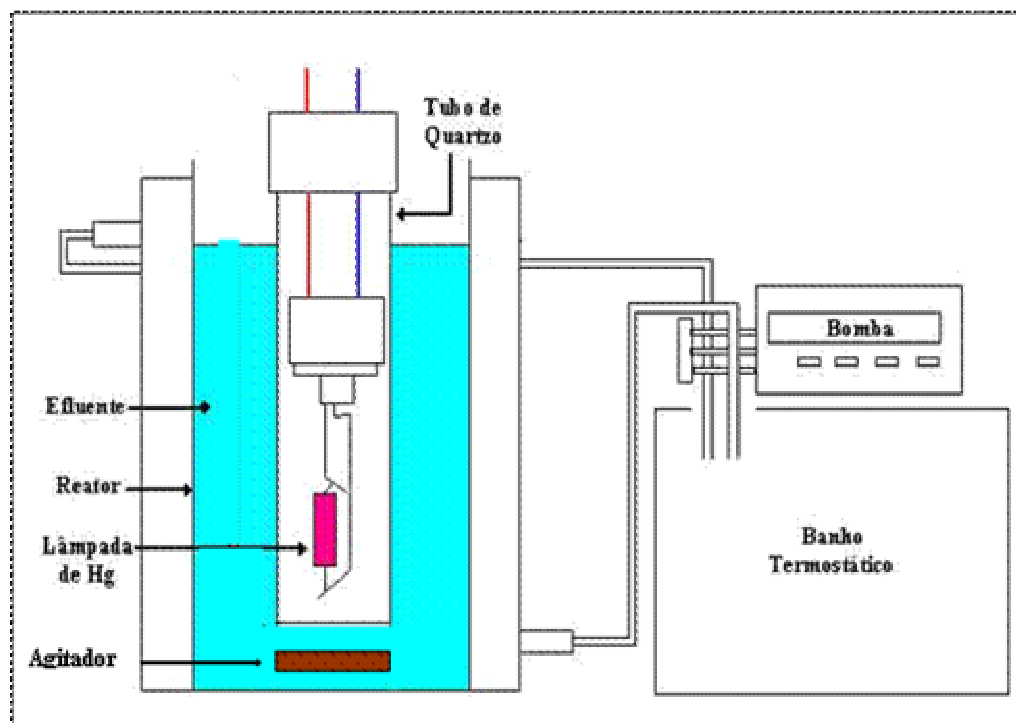 Tubo de
Quartzo
Bomba
Efluente
Reator
Lâmpada
de Hg
Banho
Termostático
Agitador